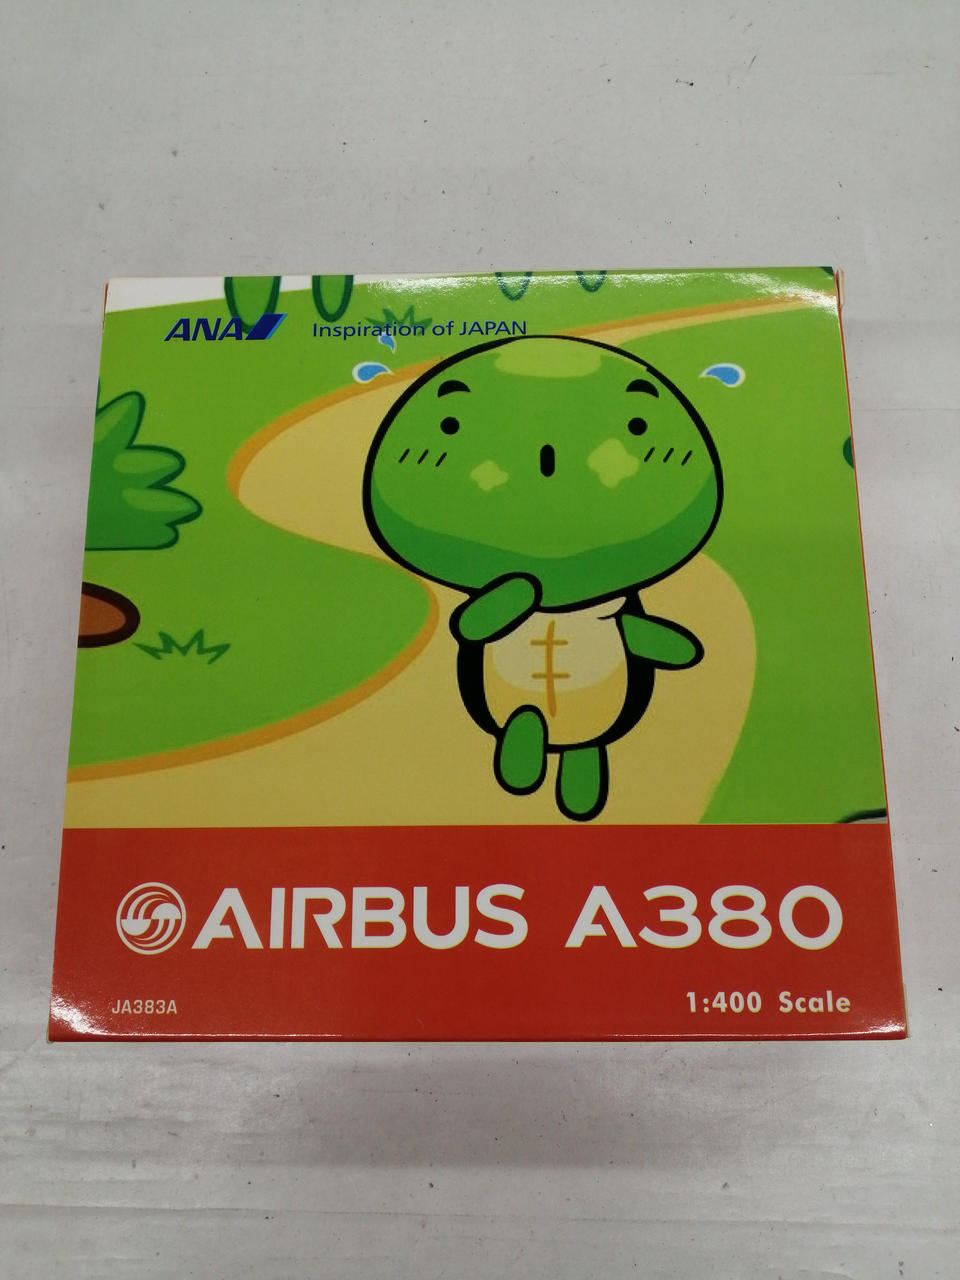 ANA Inspiration of JAPAN
AIRBUS A380
JA383A 1:400 Scale